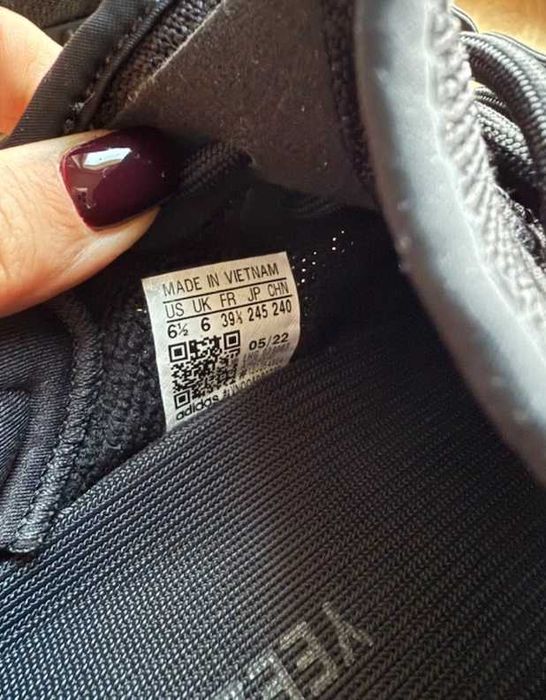 MADE IN VIETNAM
US UK FR JP CHN
6½ 6 39⅓ 245 240
05/22
adidas